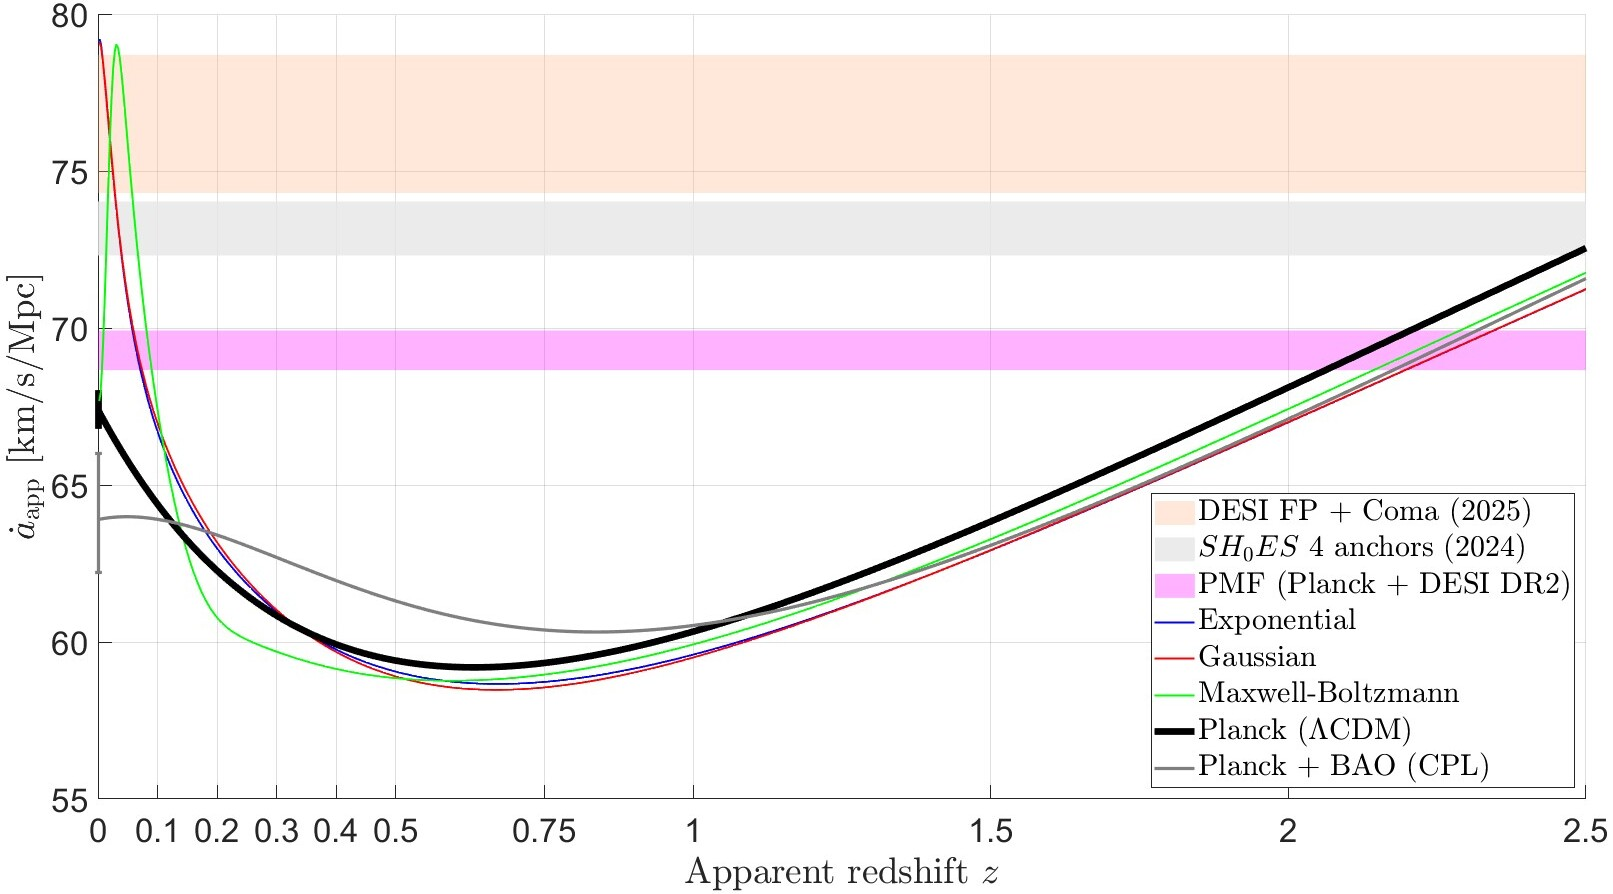 80
75
70
65
60
55
ȧapp [km/s/Mpc]
DESI FP + Coma (2025)
SH0ES 4 anchors (2024)
PMF (Planck + DESI DR2)
Exponential
Gaussian
Maxwell-Boltzmann
Planck (ΛCDM)
Planck + BAO (CPL)
0 0.1 0.2 0.3 0.4 0.5 0.75 1 1.5 2 2.5
Apparent redshift z